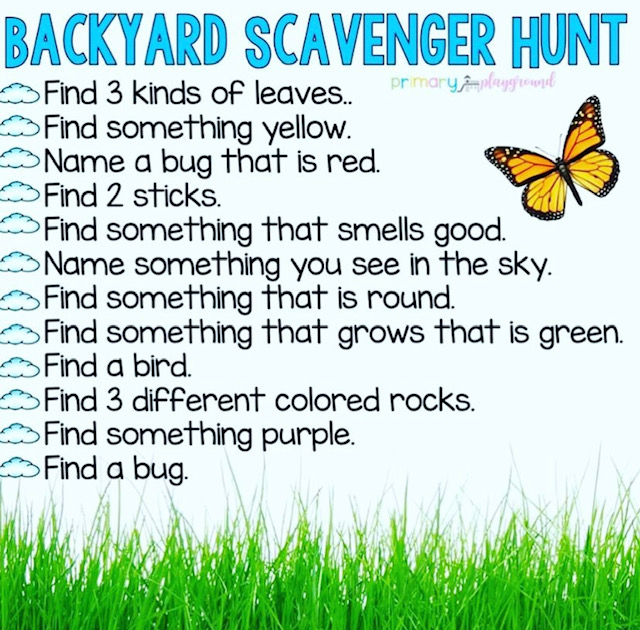 BACKYARD SCAVENGER HUNT
primary playground
Find 3 kinds of leaves..
Find something yellow.
Name a bug that is red.
Find 2 sticks.
Find something that smells good.
Name something you see in the sky.
Find something that is round.
Find something that grows that is green.
Find a bird.
Find 3 different colored rocks.
Find something purple.
Find a bug.